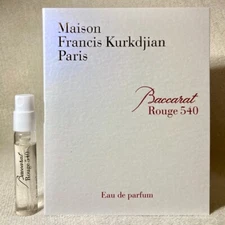 Maison
Francis Kurkdjian
Paris
Baccarat
Rouge 540
Eau de parfum
Baccarat
Rouge 540